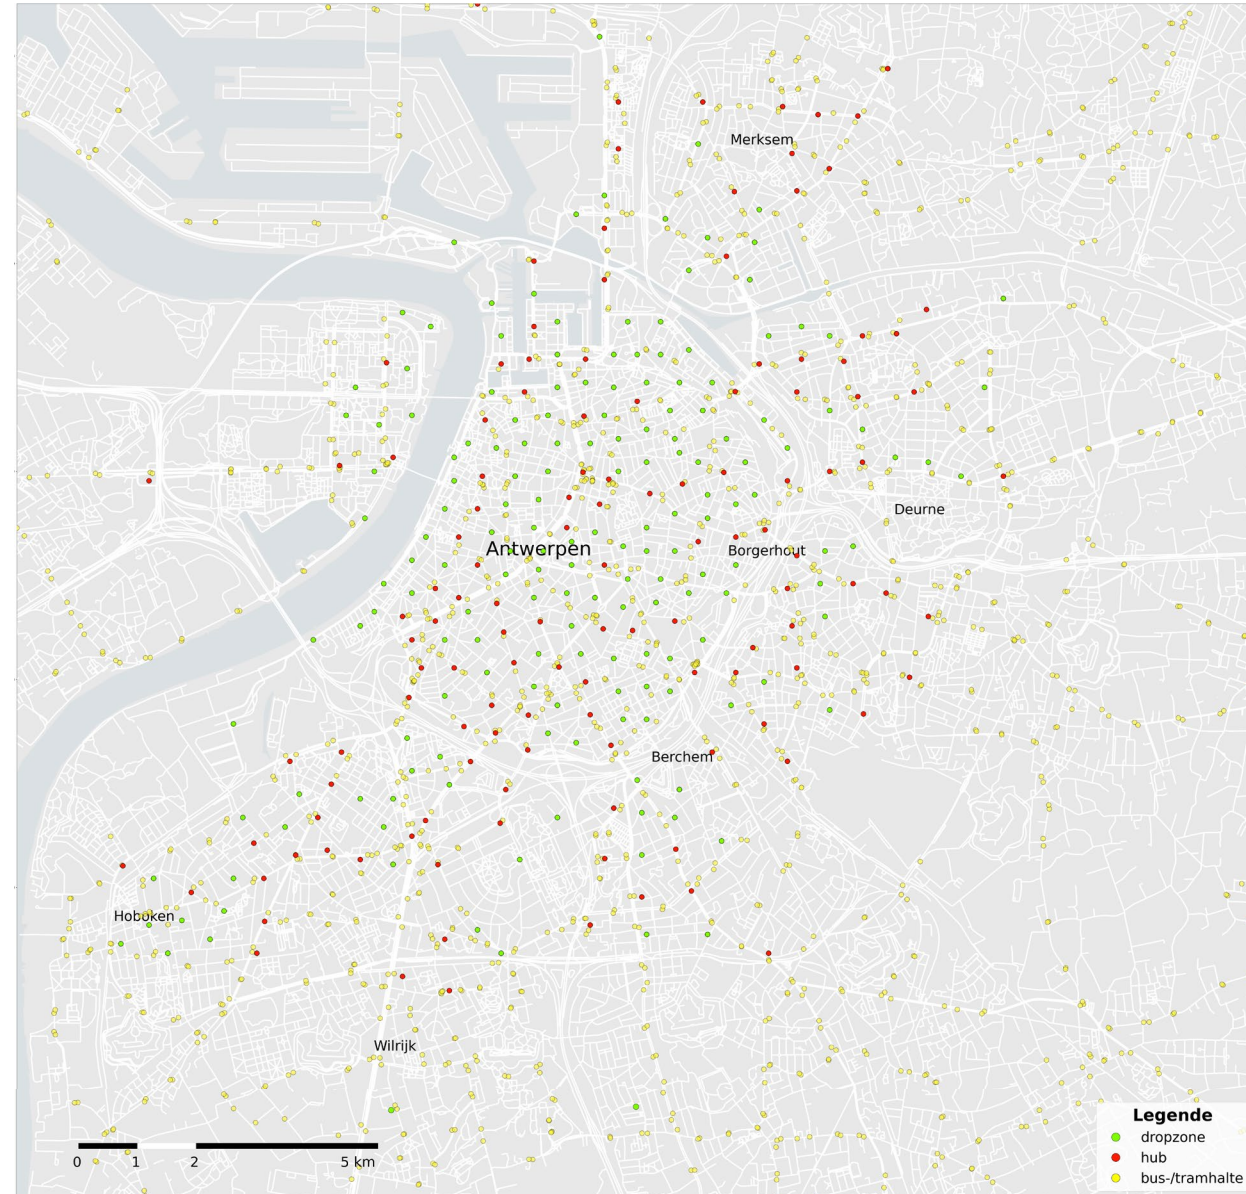 Merksem
Deurne
Antwerpen
Borgerhout
Berchem
Hoboken
Wilrijk
0 1 2 5 km
Legende
dropzone
hub
bus-/tramhalte